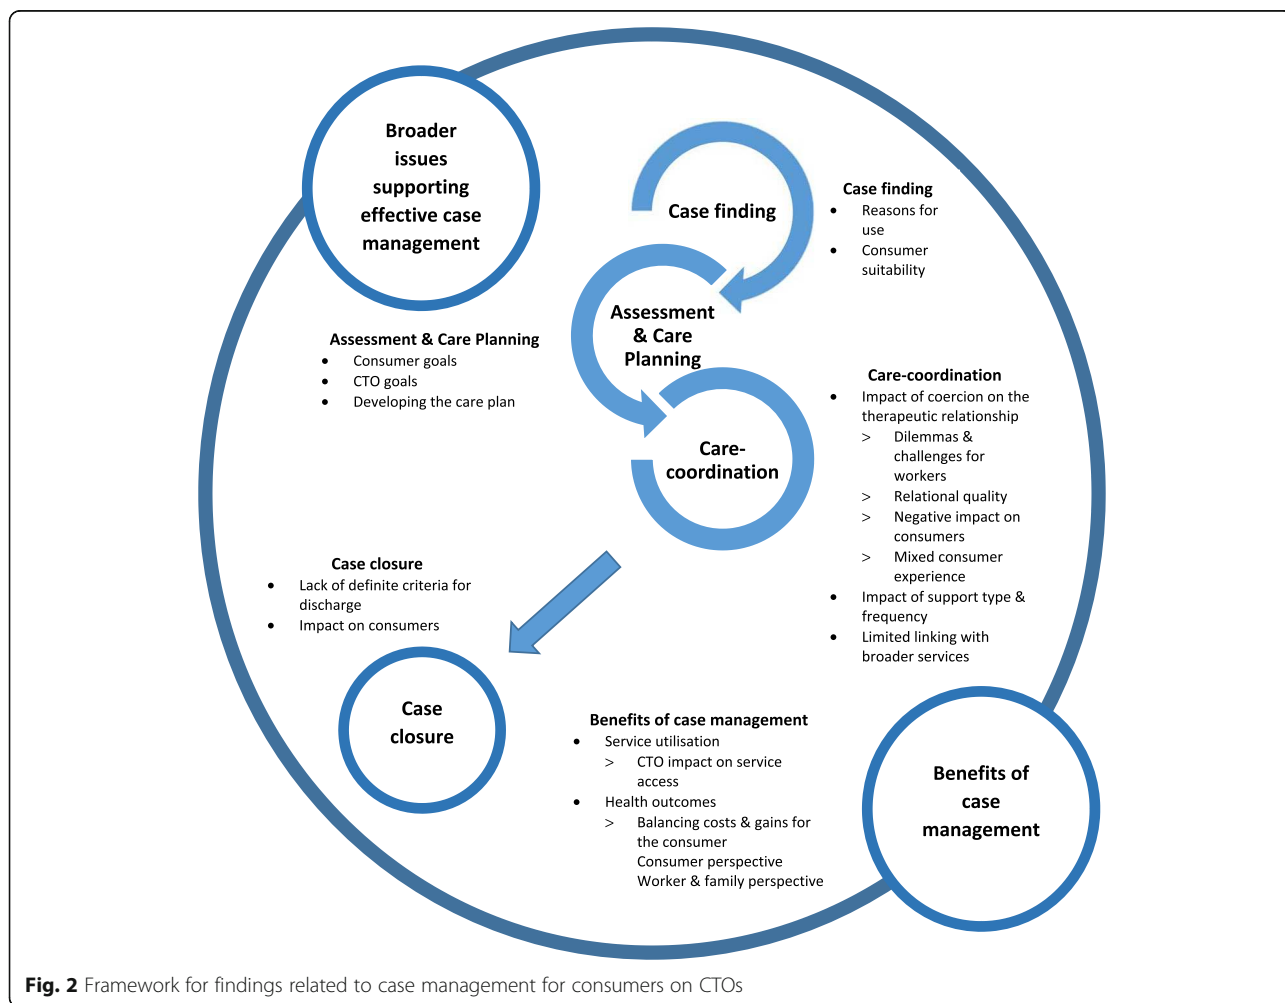 Broader
issues
supporting
effective case
management
Case finding
Case finding
• Reasons for
use
• Consumer
suitability
Assessment
& Care
Planning
Assessment & Care Planning
• Consumer goals
• CTO goals
• Developing the care plan
Care-
coordination
Care-coordination
• Impact of coercion on the
therapeutic relationship
> Dilemmas &
challenges for
workers
> Relational quality
> Negative impact on
consumers
> Mixed consumer
experience
• Impact of support type &
frequency
• Limited linking with
broader services
Case closure
• Lack of definite criteria for
discharge
• Impact on consumers
Case
closure
Benefits of case management
• Service utilisation
> CTO impact on service
access
• Health outcomes
> Balancing costs & gains for
the consumer
Consumer perspective
Worker & family perspective
Benefits of
case
management
Fig. 2 Framework for findings related to case management for consumers on CTOs